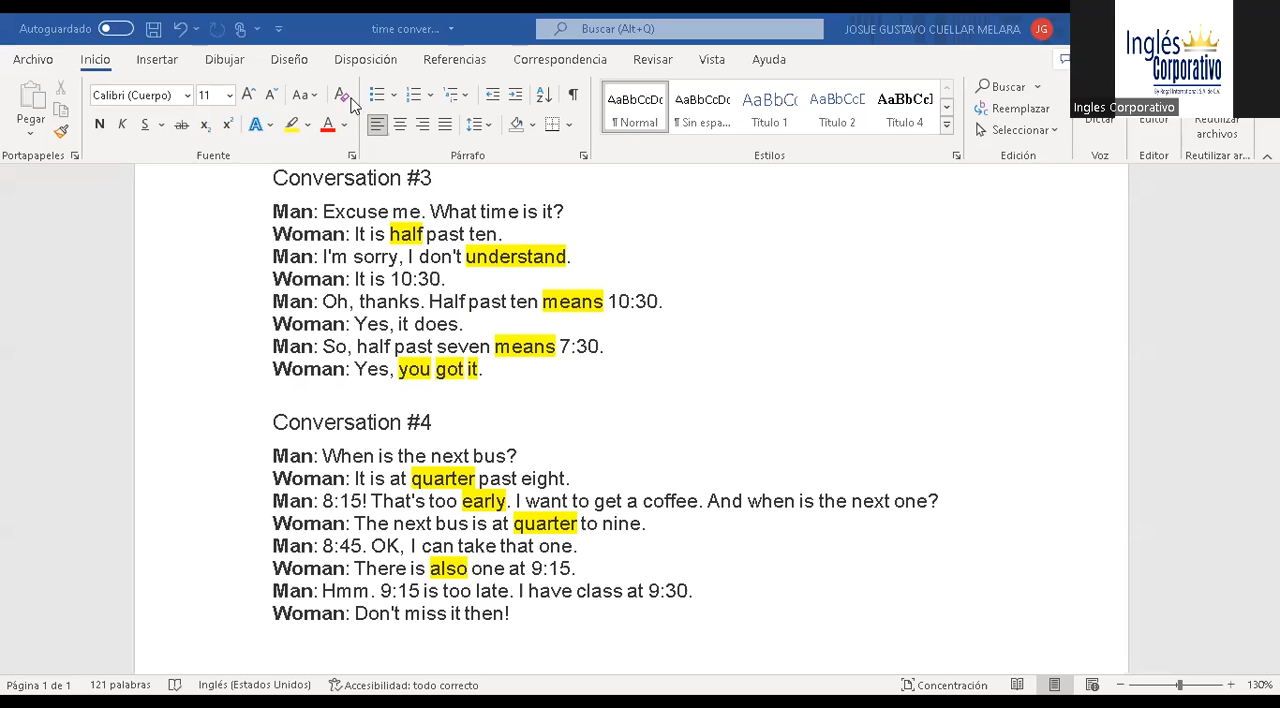 Autoguardado
time conver...
Buscar (Alt+Q)
JOSUE GUSTAVO CUELLAR MELARA
JG
Inglés
Corporativo
Ingles Corporativo
Archivo
Inicio
Insertar
Dibujar
Diseño
Disposición
Referencias
Correspondencia
Revisar
Vista
Ayuda
Pegar
Calibri (Cuerpo)
11
Aa
N K S ab x₂ x²
AaBbCcDc
¶ Normal
AaBbCcDc
¶ Sin espa...
AaBbCc
Título 1
AaBbCcD
Título 2
AaBbCcI
Título 4
Buscar
Reemplazar
Seleccionar
Dictar
Editor
Reutilizar
archivos
Portapapeles
Fuente
Párrafo
Estilos
Edición
Voz
Editor
Reutilizar ar...
Conversation #3
Man: Excuse me. What time is it?
Woman: It is half past ten.
Man: I'm sorry, I don't understand.
Woman: It is 10:30.
Man: Oh, thanks. Half past ten means 10:30.
Woman: Yes, it does.
Man: So, half past seven means 7:30.
Woman: Yes, you got it.
Conversation #4
Man: When is the next bus?
Woman: It is at quarter past eight.
Man: 8:15! That's too early. I want to get a coffee. And when is the next one?
Woman: The next bus is at quarter to nine.
Man: 8:45. OK, I can take that one.
Woman: There is also one at 9:15.
Man: Hmm. 9:15 is too late. I have class at 9:30.
Woman: Don't miss it then!
Página 1 de 1
121 palabras
Inglés (Estados Unidos)
Accesibilidad: todo correcto
Concentración
130%